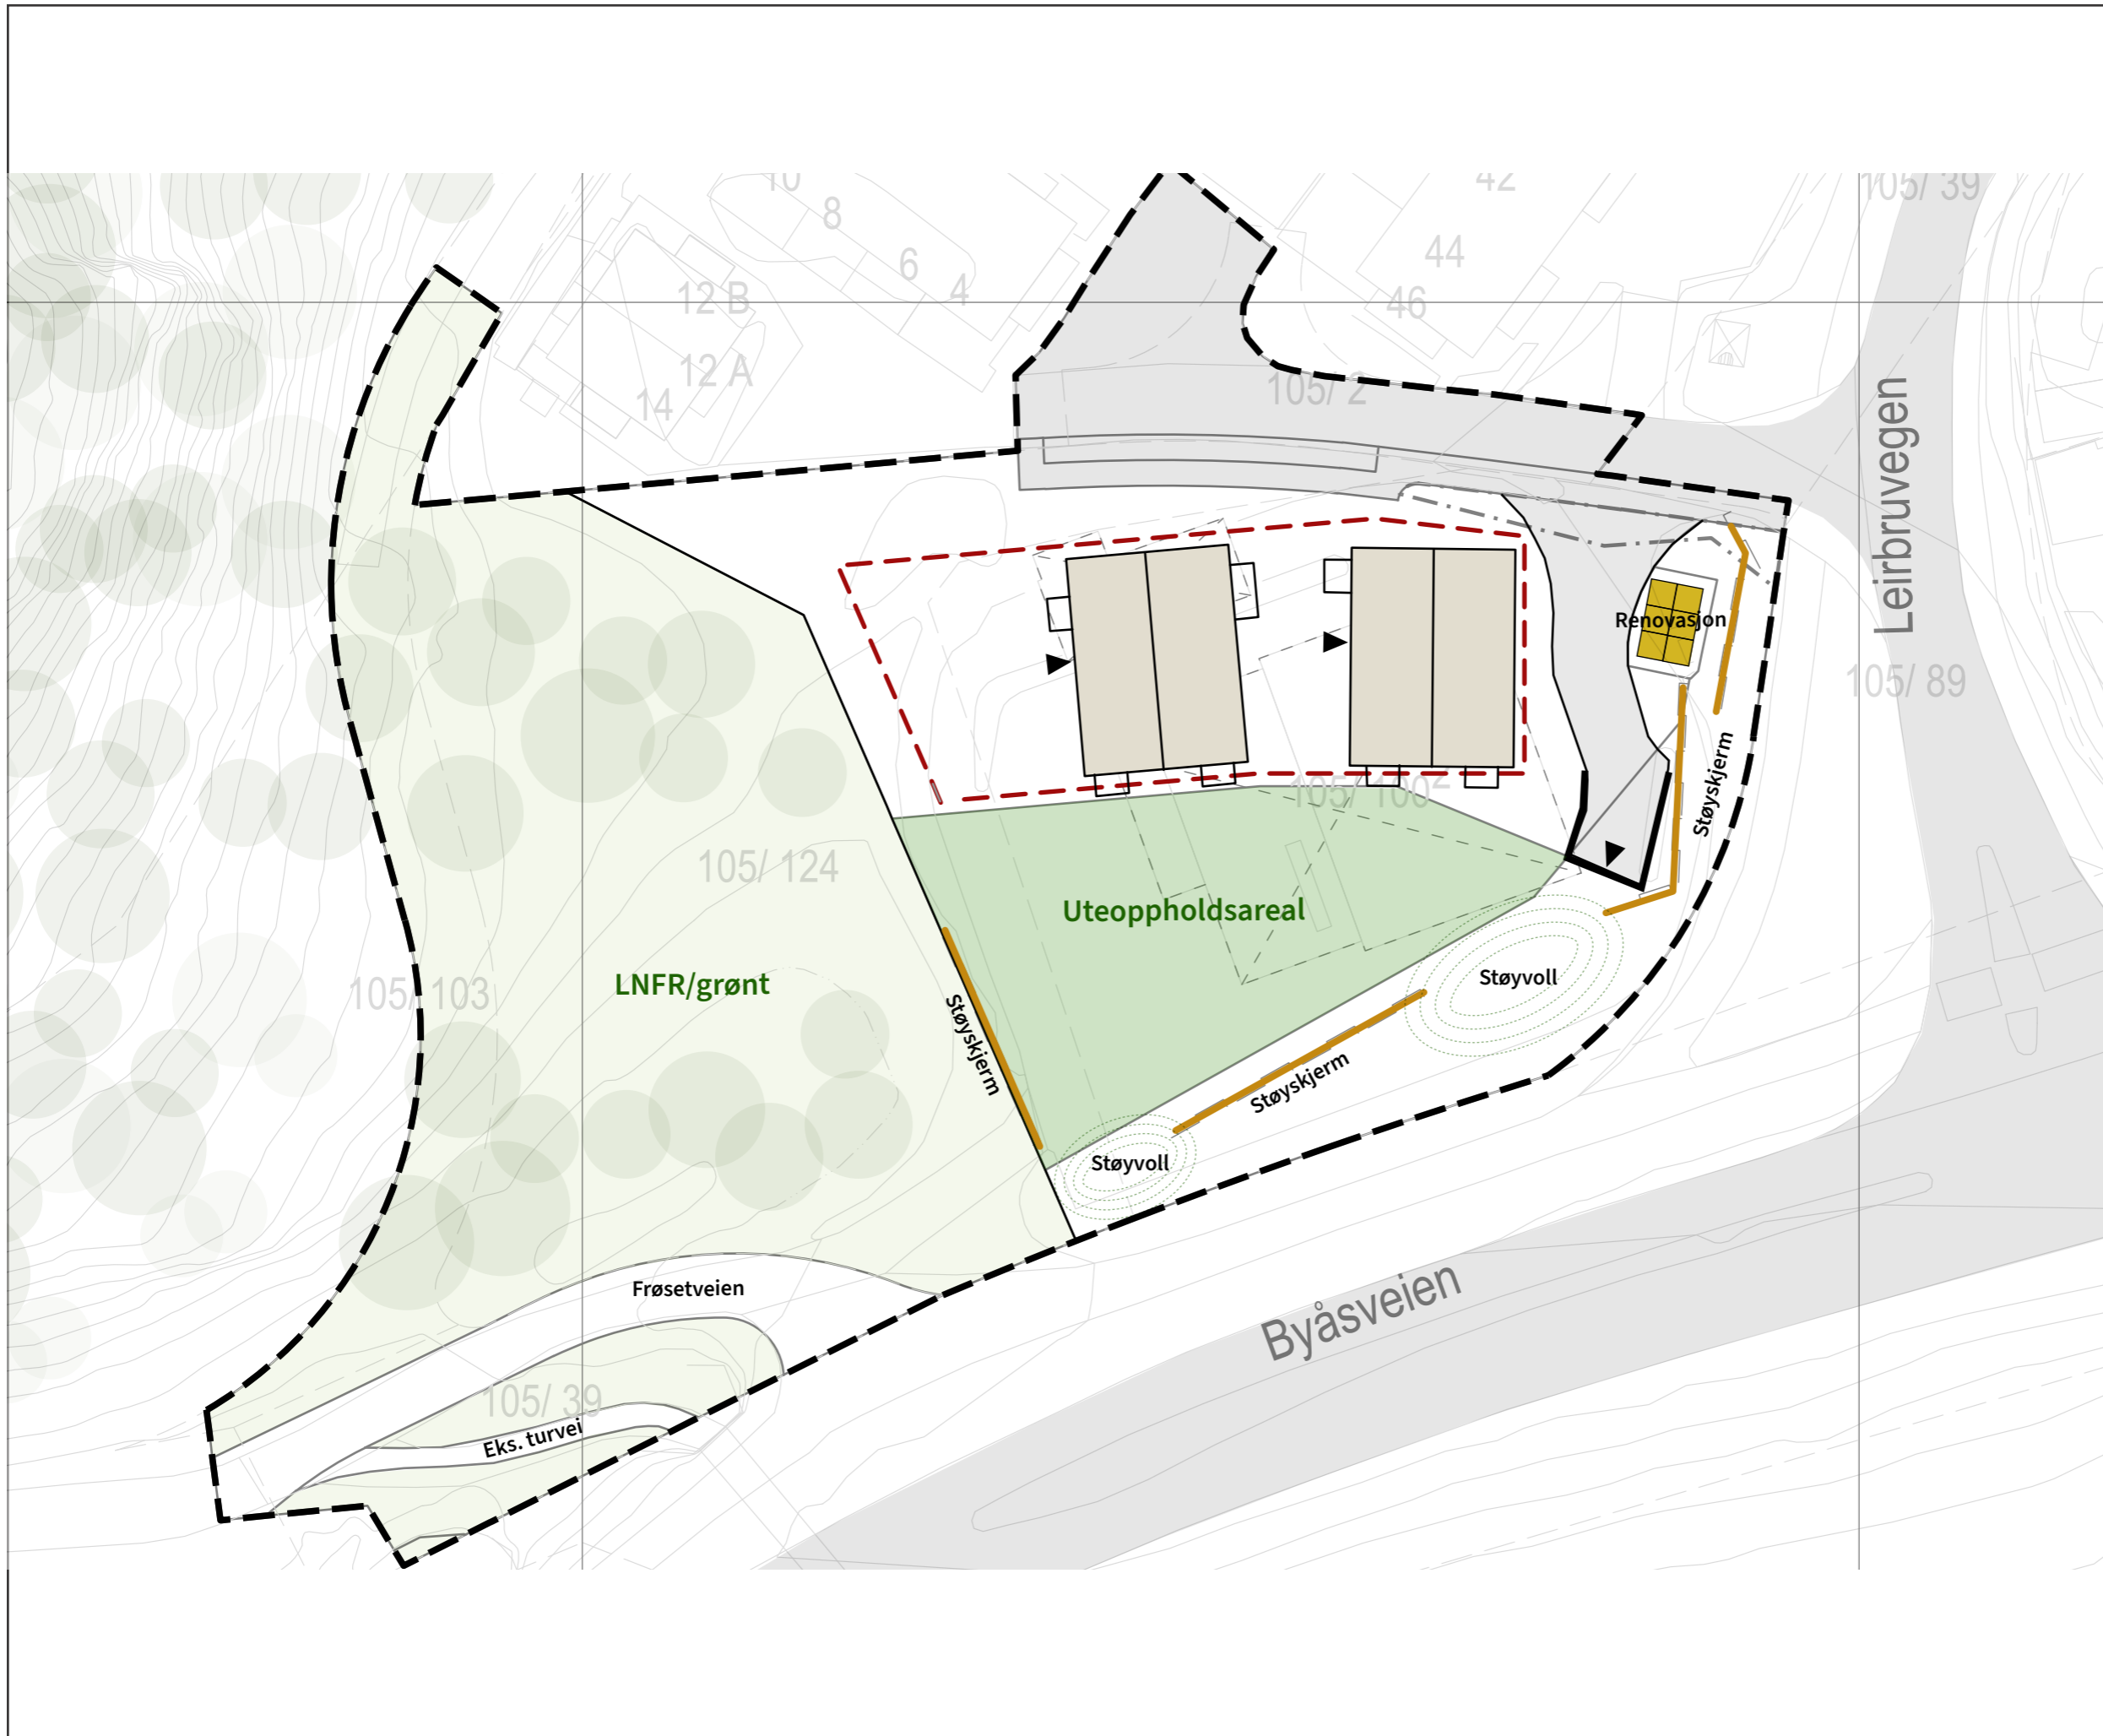 10
42
105/ 39
8
44
6
4
12 B
46
12 A
105/ 2
14
Leirbruvegen
Renovasjon
105/ 89
Støyskjerm
105/ 100
2
105/ 124
Uteoppholdsareal
LNFR/grønt
105/ 103
Støyvoll
Støyskjerm
Støyskjerm
Støyvoll
Frøsetveien
Byåsveien
105/ 39
Eks. turvei